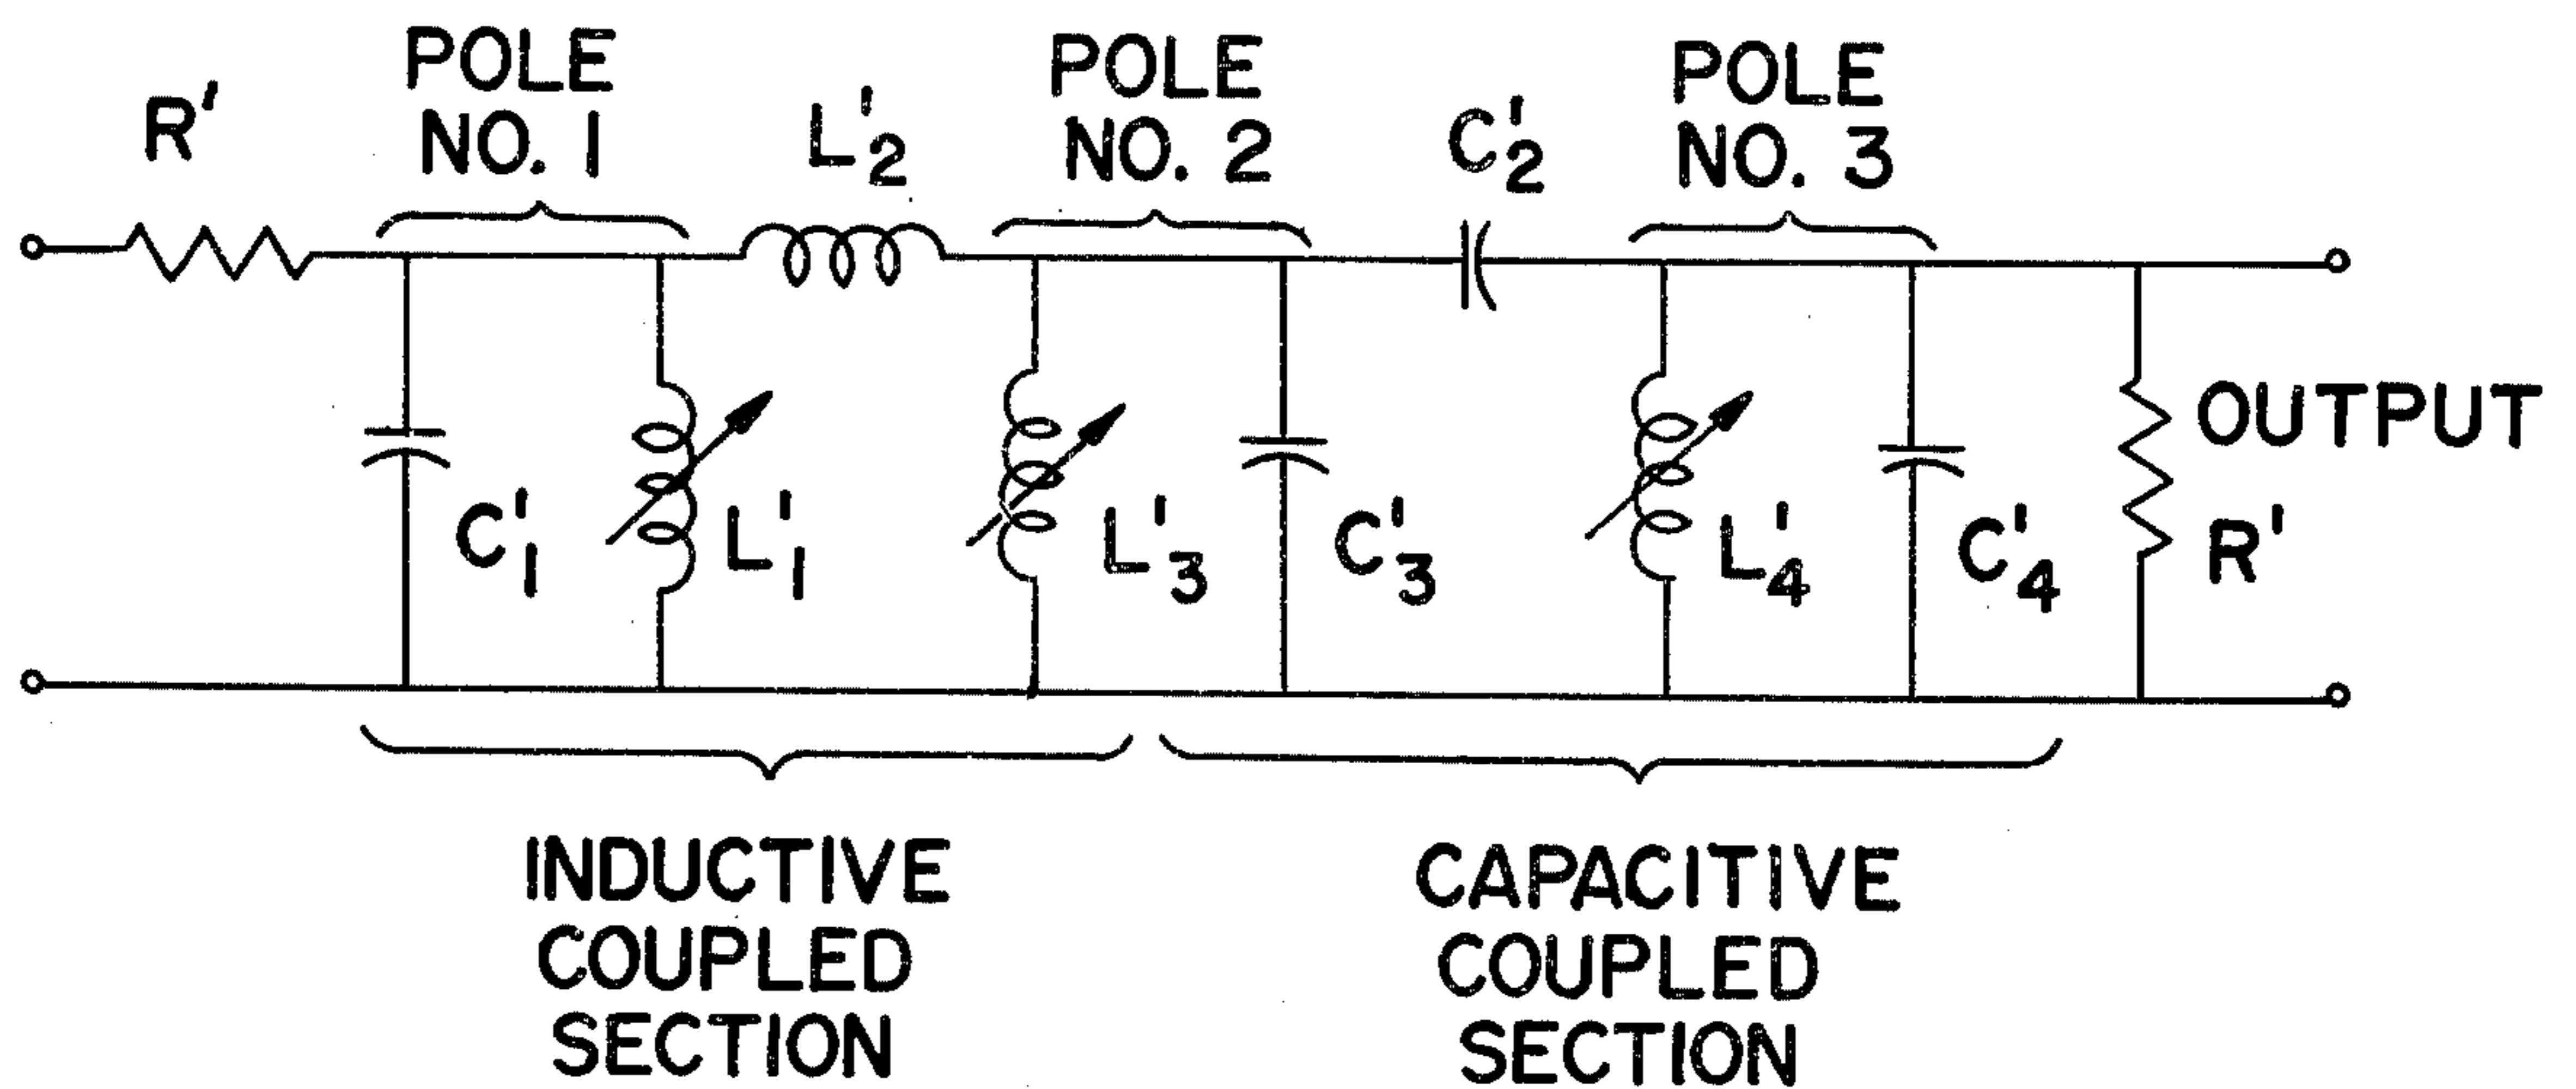 R'
POLE
NO. 1
L'2
POLE
NO. 2
C'2
POLE
NO. 3
C'1
L'1
L'3
C'3
L'4
C'4
OUTPUT
R'
INDUCTIVE
COUPLED
SECTION
CAPACITIVE
COUPLED
SECTION